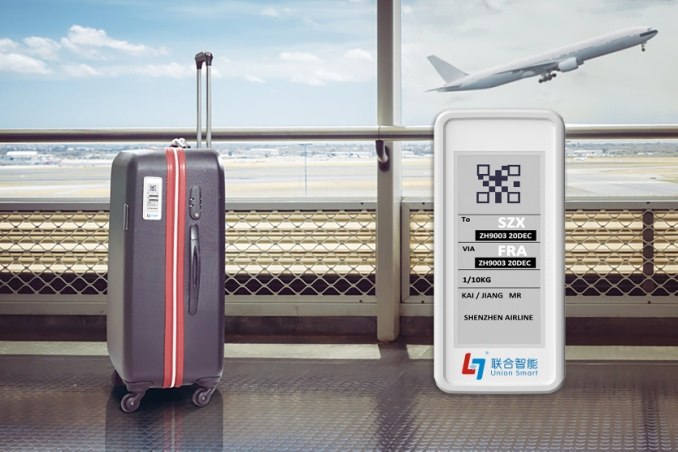 To
SZX
ZH9003 20DEC
VIA
FRA
ZH9003 20DEC
1/10KG
KAI / JIANG MR
SHENZHEN AIRLINE
联合智能
Union Smart